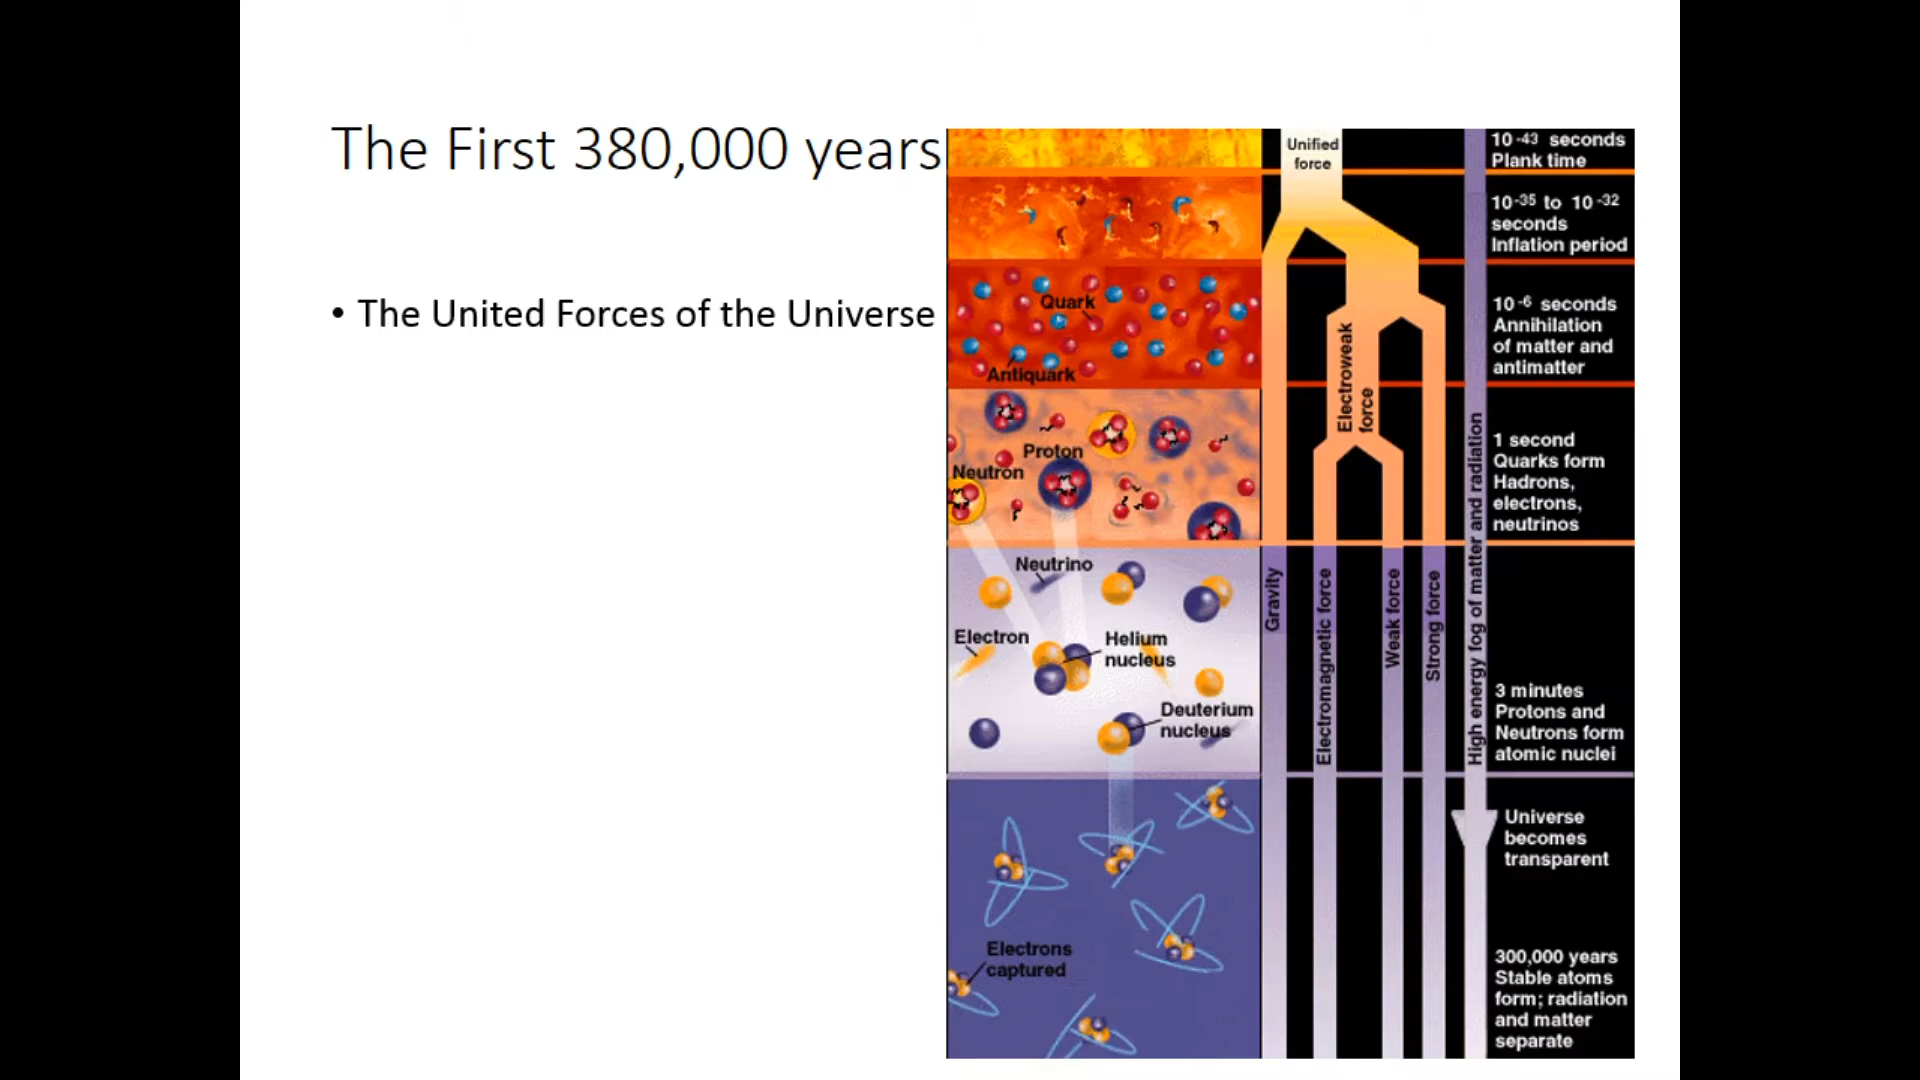 The First 380,000 years
• The United Forces of the Universe
Quark
Antiquark
Proton
Neutron
Neutrino
Electron
Helium
nucleus
Deuterium
nucleus
Electrons
captured
Unified
force
Electroweak
force
Gravity
Electromagnetic force
Weak force
Strong force
High energy fog of matter and radiation
10 -43 seconds
Plank time
10 -35 to 10 -32
seconds
Inflation period
10 -6 seconds
Annihilation
of matter and
antimatter
1 second
Quarks form
Hadrons,
electrons,
neutrinos
3 minutes
Protons and
Neutrons form
atomic nuclei
Universe
becomes
transparent
300,000 years
Stable atoms
form; radiation
and matter
separate